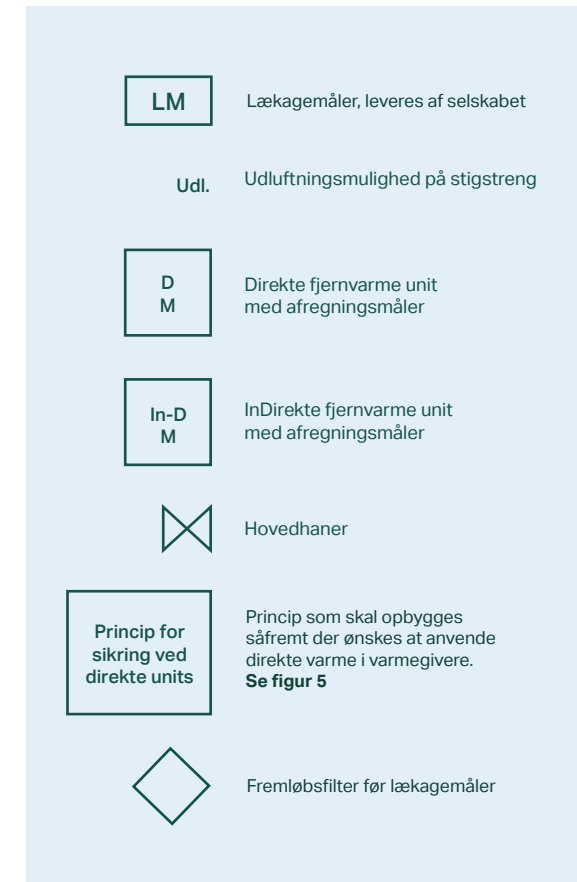 LM
Lækagemåler, leveres af selskabet
Udl.
Udluftningsmulighed på stigstreng
D
M
Direkte fjernvarme unit
med afregningsmåler
In-D
M
InDirekte fjernvarme unit
med afregningsmåler
Hovedhaner
Princip for
sikring ved
direkte units
Princip som skal opbygges
såfremt der ønskes at anvende
direkte varme i varmegivere.
Se figur 5
Fremløbsfilter før lækagemåler